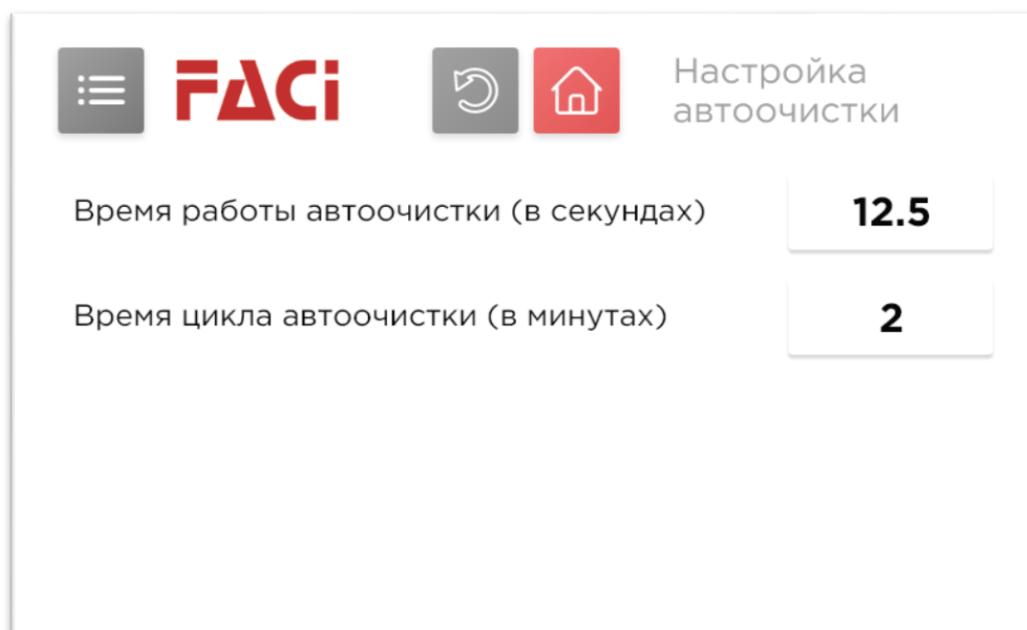 FACi
Настройка
автоочистки
Время работы автоочистки (в секундах)
12.5
Время цикла автоочистки (в минутах)
2